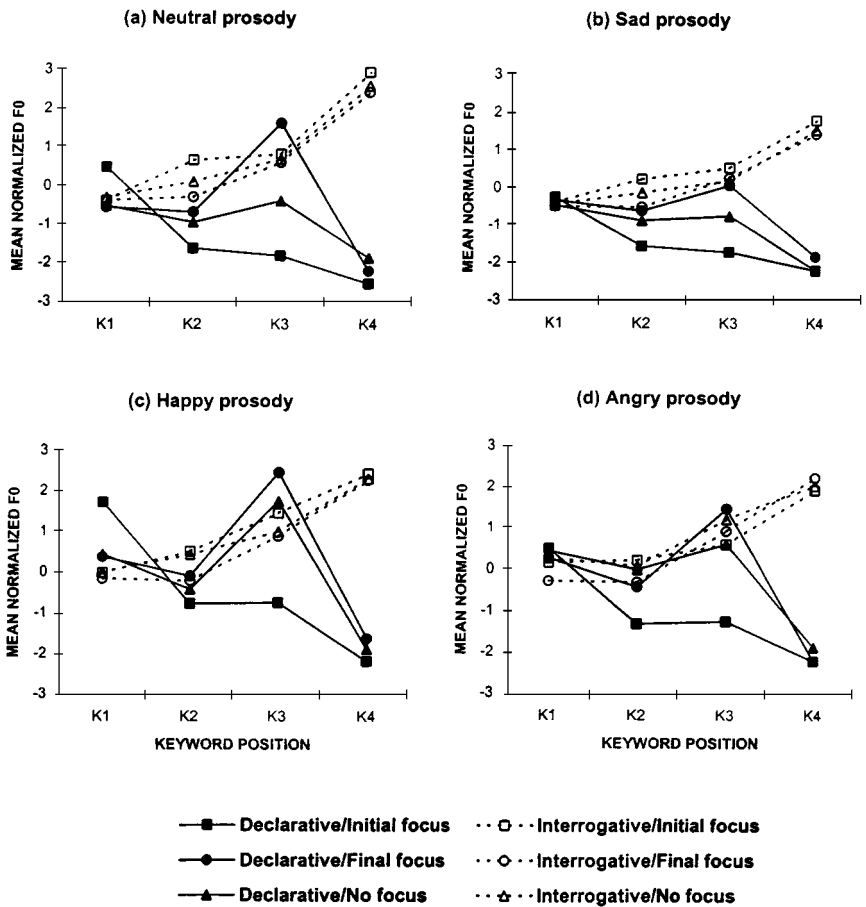 (a) Neutral prosody
MEAN NORMALIZED F0
3
2
1
0
-1
-2
-3
K1 K2 K3 K4
(b) Sad prosody
MEAN NORMALIZED F0
3
2
1
0
-1
-2
-3
K1 K2 K3 K4
(c) Happy prosody
MEAN NORMALIZED F0
3
2
1
0
-1
-2
-3
K1 K2 K3 K4
KEYWORD POSITION
(d) Angry prosody
MEAN NORMALIZED F0
3
2
1
0
-1
-2
-3
K1 K2 K3 K4
KEYWORD POSITION
Declarative/Initial focus
Declarative/Final focus
Declarative/No focus
Interrogative/Initial focus
Interrogative/Final focus
Interrogative/No focus